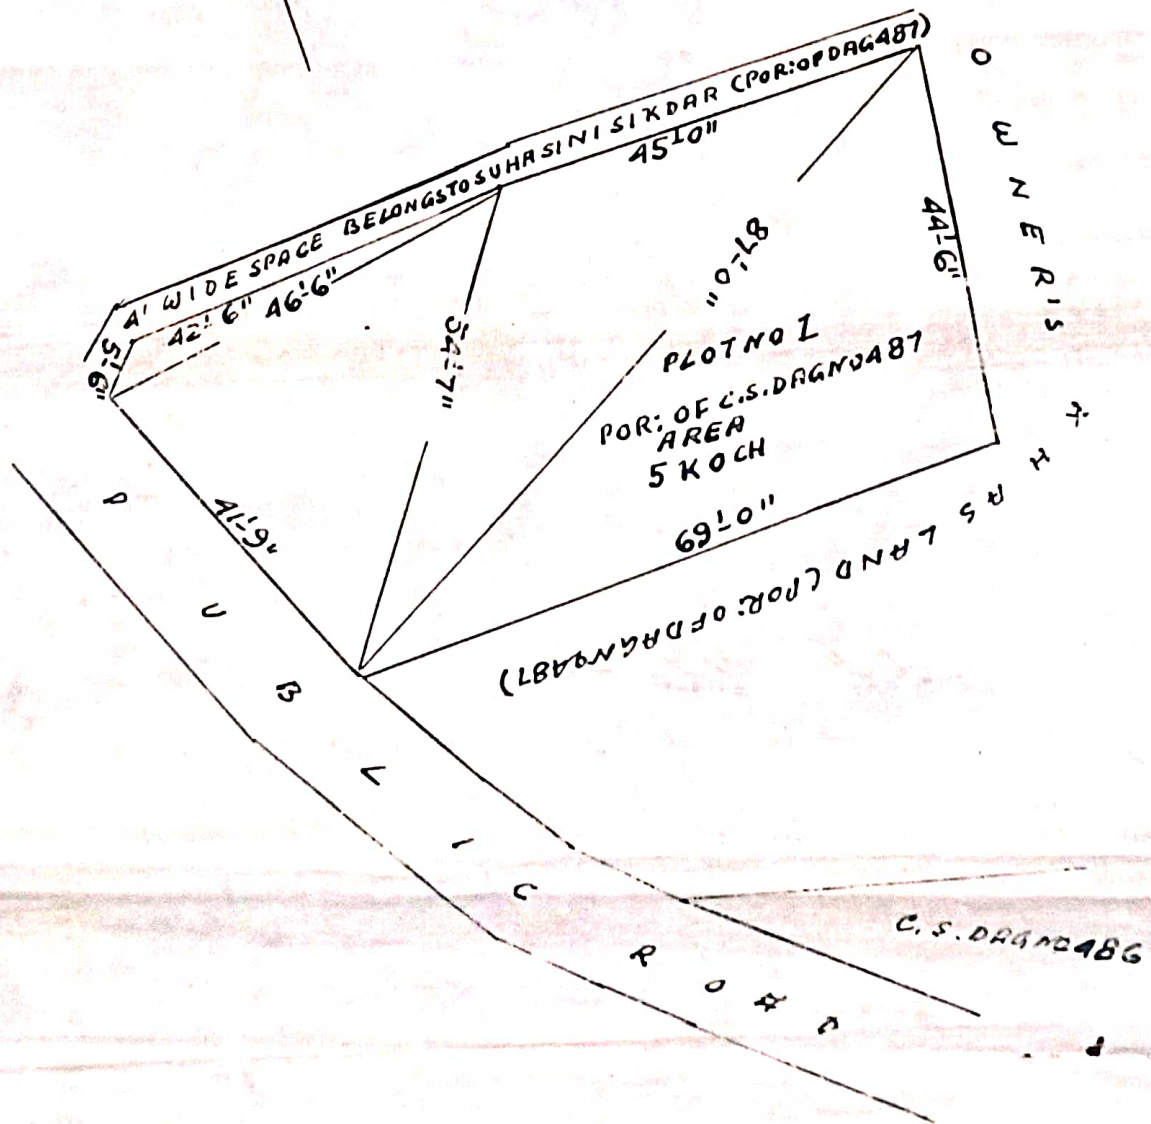 4' WIDE SPACE BELONGS TO SUHASINI SIKDAR (POR: OF DAG 487)
45'-0"
42'-6" 46'-6"
5'-6"
54'-7"
87'-0"
44'-6"
PLOT NO 1
POR: OF C.S. DAG NO 487
AREA
5 KOCH
69'-0"
41'-9"
LAND (POR: OF DAG NO 487)
PUBLIC ROAD
C.S. DAG NO 486